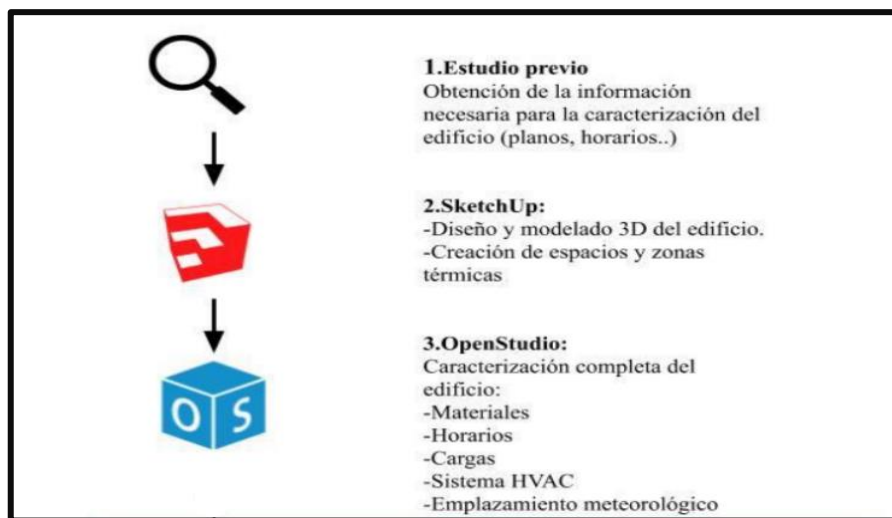 1.Estudio previo
Obtención de la información
necesaria para la caracterización del
edificio (planos, horarios..)
2.SketchUp:
-Diseño y modelado 3D del edificio.
-Creación de espacios y zonas
térmicas
3.OpenStudio:
Caracterización completa del
edificio:
-Materiales
-Horarios
-Cargas
-Sistema HVAC
-Emplazamiento meteorológico
O S